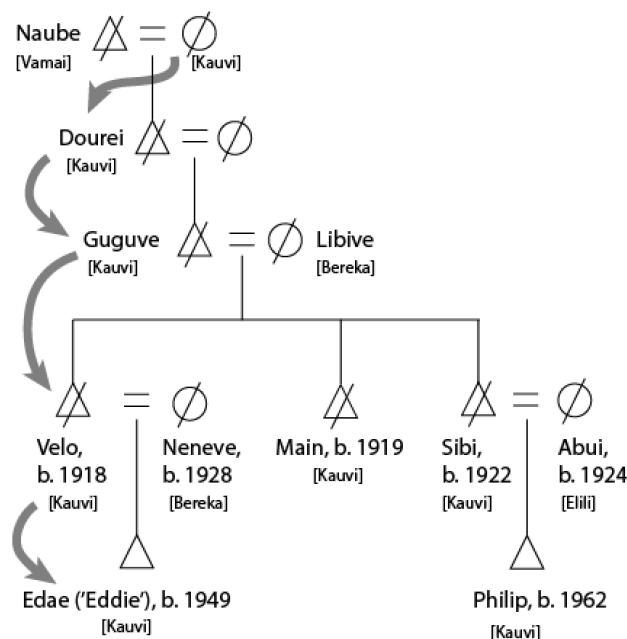 Naube
[Vamai]
[Kauvi]
Dourei
[Kauvi]
Guguve
[Kauvi]
Libive
[Bereka]
Velo,
b. 1918
[Kauvi]
Neneve,
b. 1928
[Bereka]
Main, b. 1919
[Kauvi]
Sibi,
b. 1922
[Kauvi]
Abui,
b. 1924
[Elili]
Edae ('Eddie'), b. 1949
[Kauvi]
Philip, b. 1962
[Kauvi]